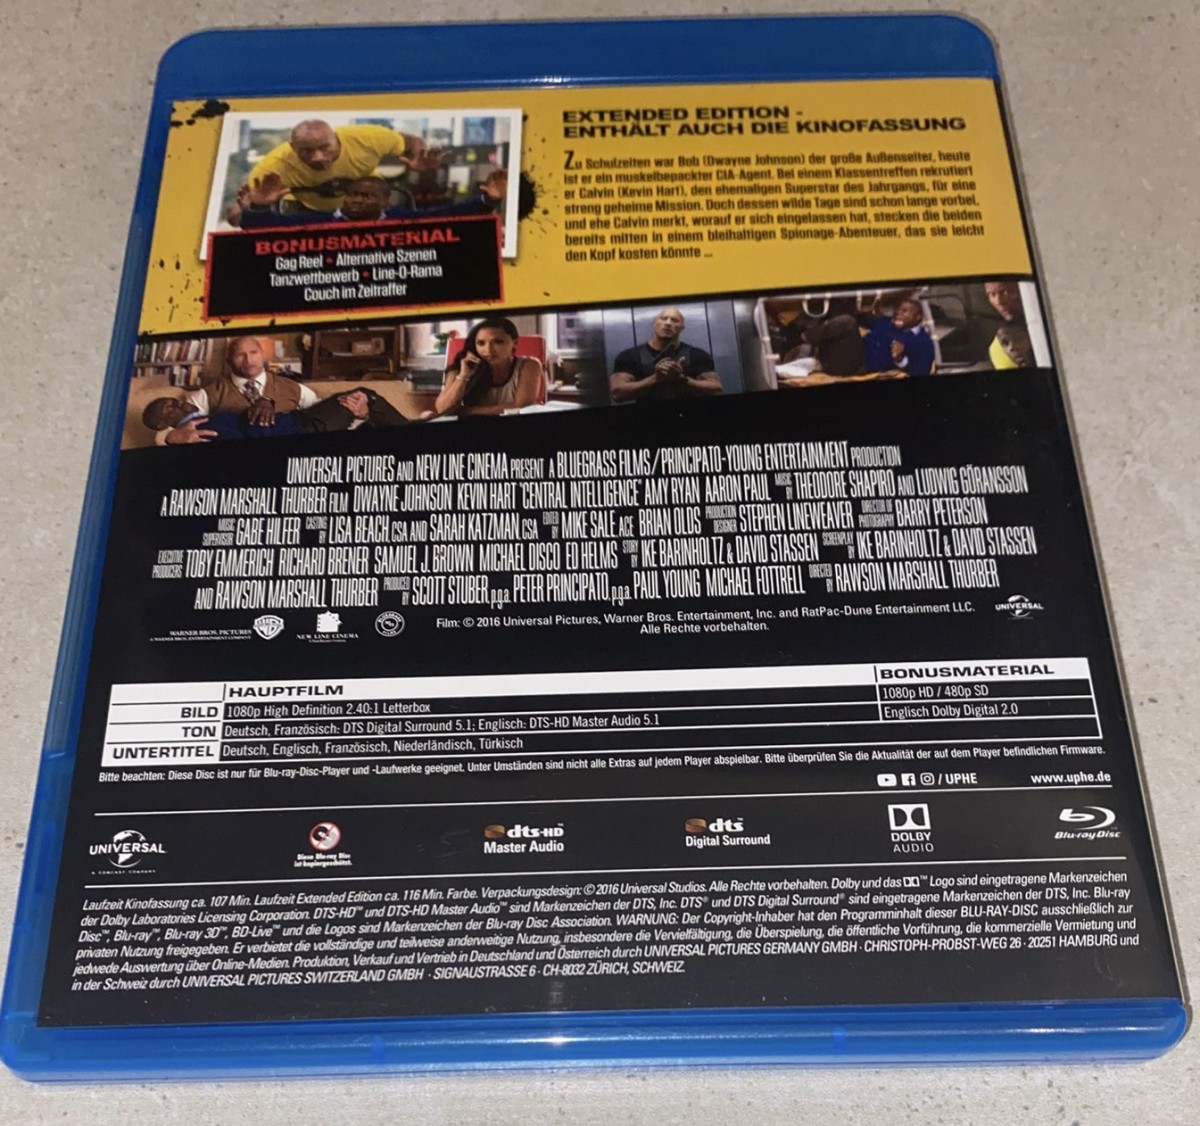 EXTENDED EDITION -
ENTHÄLT AUCH DIE KINOFASSUNG
Zu Schulzeiten war Bob (Dwayne Johnson) der große Außenseiter, heute
ist er ein muskelbepackter CIA-Agent. Bei einem Klassentreffen rekrutiert
er Calvin (Kevin Hart), den ehemaligen Superstar des Jahrgangs, für eine
streng geheime Mission. Doch dessen wilde Tage sind schon lange vorbei,
und ehe Calvin merkt, worauf er sich eingelassen hat, stecken die beiden
bereits mitten in einem bleihaltigen Spionage-Abenteuer, das sie leicht
den Kopf kosten könnte ...
BONUSMATERIAL
Gag Reel • Alternative Szenen
Tanzwettbewerb • Line-O-Rama
Couch im Zeitraffer
UNIVERSAL PICTURES AND NEW LINE CINEMA PRESENT A BLUEGRASS FILMS/PRINCIPATO-YOUNG ENTERTAINMENT PRODUCTION
A RAWSON MARSHALL THURBER FILM DWAYNE JOHNSON KEVIN HART 'CENTRAL INTELLIGENCE' AMY RYAN AARON PAUL MUSIC BY THEODORE SHAPIRO AND LUDWIG GÖRANSSON
MUSIC SUPERVISOR GABE HILFER CASTING BY LISA BEACH, CSA AND SARAH KATZMAN, CSA EDITED BY MIKE SALE, ACE BRIAN OLDS PRODUCTION DESIGNER STEPHEN LINEWEAVER DIRECTOR OF PHOTOGRAPHY BARRY PETERSON
EXECUTIVE PRODUCERS TOBY EMMERICH RICHARD BRENER SAMUEL J. BROWN MICHAEL DISCO ED HELMS STORY BY IKE BARINHOLTZ & DAVID STASSEN SCREENPLAY BY IKE BARINHOLTZ & DAVID STASSEN
AND RAWSON MARSHALL THURBER PRODUCED BY SCOTT STUBER, p.g.a. PETER PRINCIPATO, p.g.a. PAUL YOUNG MICHAEL FOTTRELL DIRECTED BY RAWSON MARSHALL THURBER
WARNER BROS. PICTURES
NEW LINE CINEMA
Film: © 2016 Universal Pictures, Warner Bros. Entertainment, Inc. and RatPac-Dune Entertainment LLC.
Alle Rechte vorbehalten.
UNIVERSAL
HAUPTFILM BONUSMATERIAL
BILD 1080p High Definition 2.40:1 Letterbox 1080p HD / 480p SD
TON Deutsch, Französisch: DTS Digital Surround 5.1; Englisch: DTS-HD Master Audio 5.1 Englisch Dolby Digital 2.0
UNTERTITEL Deutsch, Englisch, Französisch, Niederländisch, Türkisch
Bitte beachten: Diese Disc ist nur für Blu-ray-Disc-Player und -Laufwerke geeignet. Unter Umständen sind nicht alle Extras auf jedem Player abspielbar. Bitte überprüfen Sie die Aktualität der auf dem Player befindlichen Firmware.
/ UPHE www.uphe.de
UNIVERSAL
A COMCAST COMPANY
Diese Blu-ray Disc
ist kopiergeschützt.
dts-HD
Master Audio
dts
Digital Surround
DOLBY
AUDIO
Blu-ray Disc
Laufzeit Kinofassung ca. 107 Min. Laufzeit Extended Edition ca. 116 Min. Farbe. Verpackungsdesign: © 2016 Universal Studios. Alle Rechte vorbehalten. Dolby und das ™ Logo sind eingetragene Markenzeichen
der Dolby Laboratories Licensing Corporation. DTS-HD™ und DTS-HD Master Audio™ sind Markenzeichen der DTS, Inc. DTS® und DTS Digital Surround® sind eingetragene Markenzeichen der DTS, Inc. Blu-ray
Disc™, Blu-ray™, Blu-ray 3D™, BD-Live™ und die Logos sind Markenzeichen der Blu-ray Disc Association. WARNUNG: Der Copyright-Inhaber hat den Programminhalt dieser BLU-RAY-DISC ausschließlich zur
privaten Nutzung freigegeben. Er verbietet die vollständige und teilweise anderweitige Nutzung, insbesondere die Vervielfältigung, die Überspielung, die öffentliche Vorführung, die kommerzielle Vermietung und
jedwede Auswertung über Online-Medien. Produktion, Verkauf und Vertrieb in Deutschland und Österreich durch UNIVERSAL PICTURES GERMANY GMBH · CHRISTOPH-PROBST-WEG 26 · 20251 HAMBURG und
in der Schweiz durch UNIVERSAL PICTURES SWITZERLAND GMBH · SIGNAUSTRASSE 6 · CH-8032 ZÜRICH, SCHWEIZ.